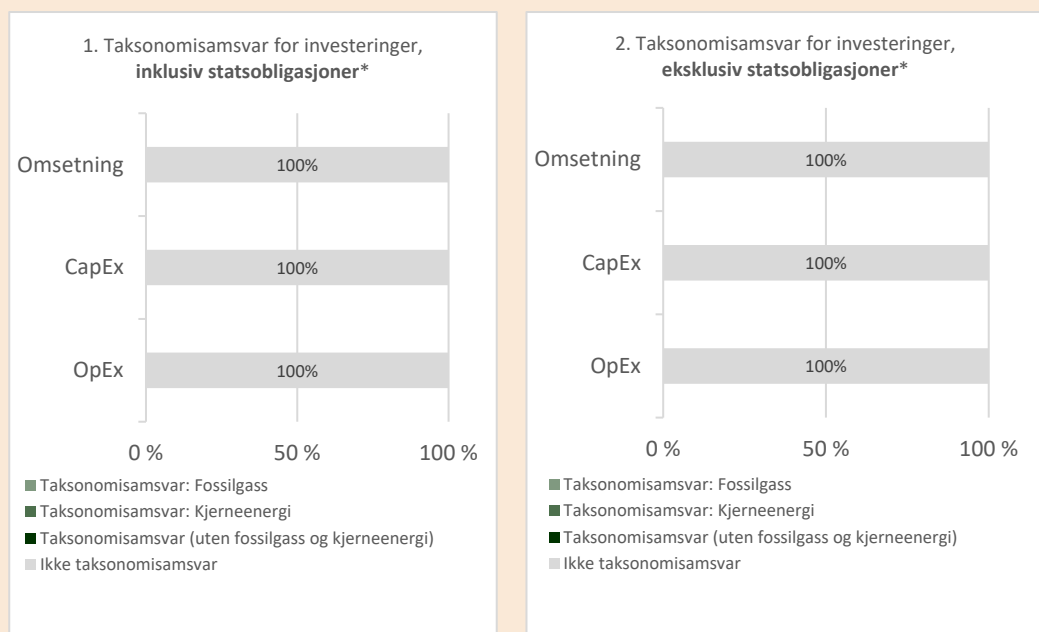 1. Taksonomisamsvar for investeringer,
inklusiv statsobligasjoner*
Omsetning
100%
CapEx
100%
OpEx
100%
0 %
50 %
100 %
Taksonomisamsvar: Fossilgass
Taksonomisamsvar: Kjerneenergi
Taksonomisamsvar (uten fossilgass og kjerneenergi)
Ikke taksonomisamsvar
2. Taksonomisamsvar for investeringer,
eksklusiv statsobligasjoner*
Omsetning
100%
CapEx
100%
OpEx
100%
0 %
50 %
100 %
Taksonomisamsvar: Fossilgass
Taksonomisamsvar: Kjerneenergi
Taksonomisamsvar (uten fossilgass og kjerneenergi)
Ikke taksonomisamsvar